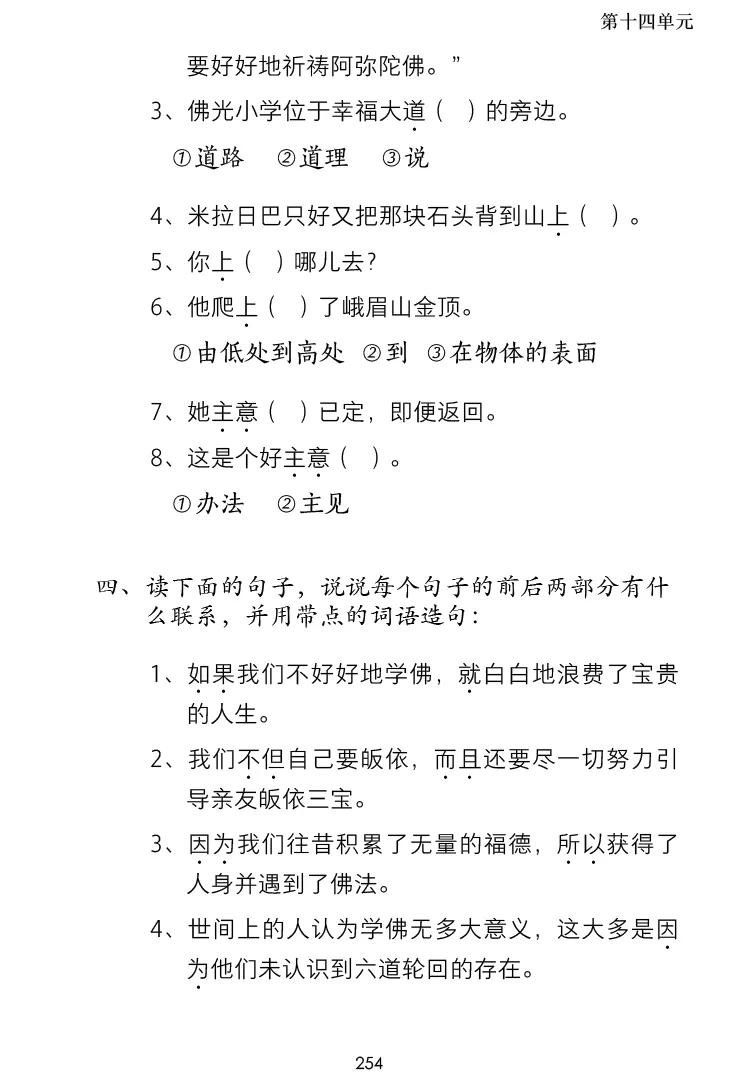 第十四单元
要好好地祈祷阿弥陀佛。”
3、佛光小学位于幸福大道（ ）的旁边。
①道路 ②道理 ③说
4、米拉日巴只好又把那块石头背到山上（ ）。
5、你上（ ）哪儿去？
6、他爬上（ ）了峨眉山金顶。
①由低处到高处 ②到 ③在物体的表面
7、她主意（ ）已定，即便返回。
8、这是个好主意（ ）。
①办法 ②主见
四、读下面的句子，说说每个句子的前后两部分有什
么联系，并用带点的词语造句：
1、如果我们不好好地学佛，就白白地浪费了宝贵
的人生。
2、我们不但自己要皈依，而且还要尽一切努力引
导亲友皈依三宝。
3、因为我们往昔积累了无量的福德，所以获得了
人身并遇到了佛法。
4、世间上的人认为学佛无多大意义，这大多是因
为他们未认识到六道轮回的存在。
254